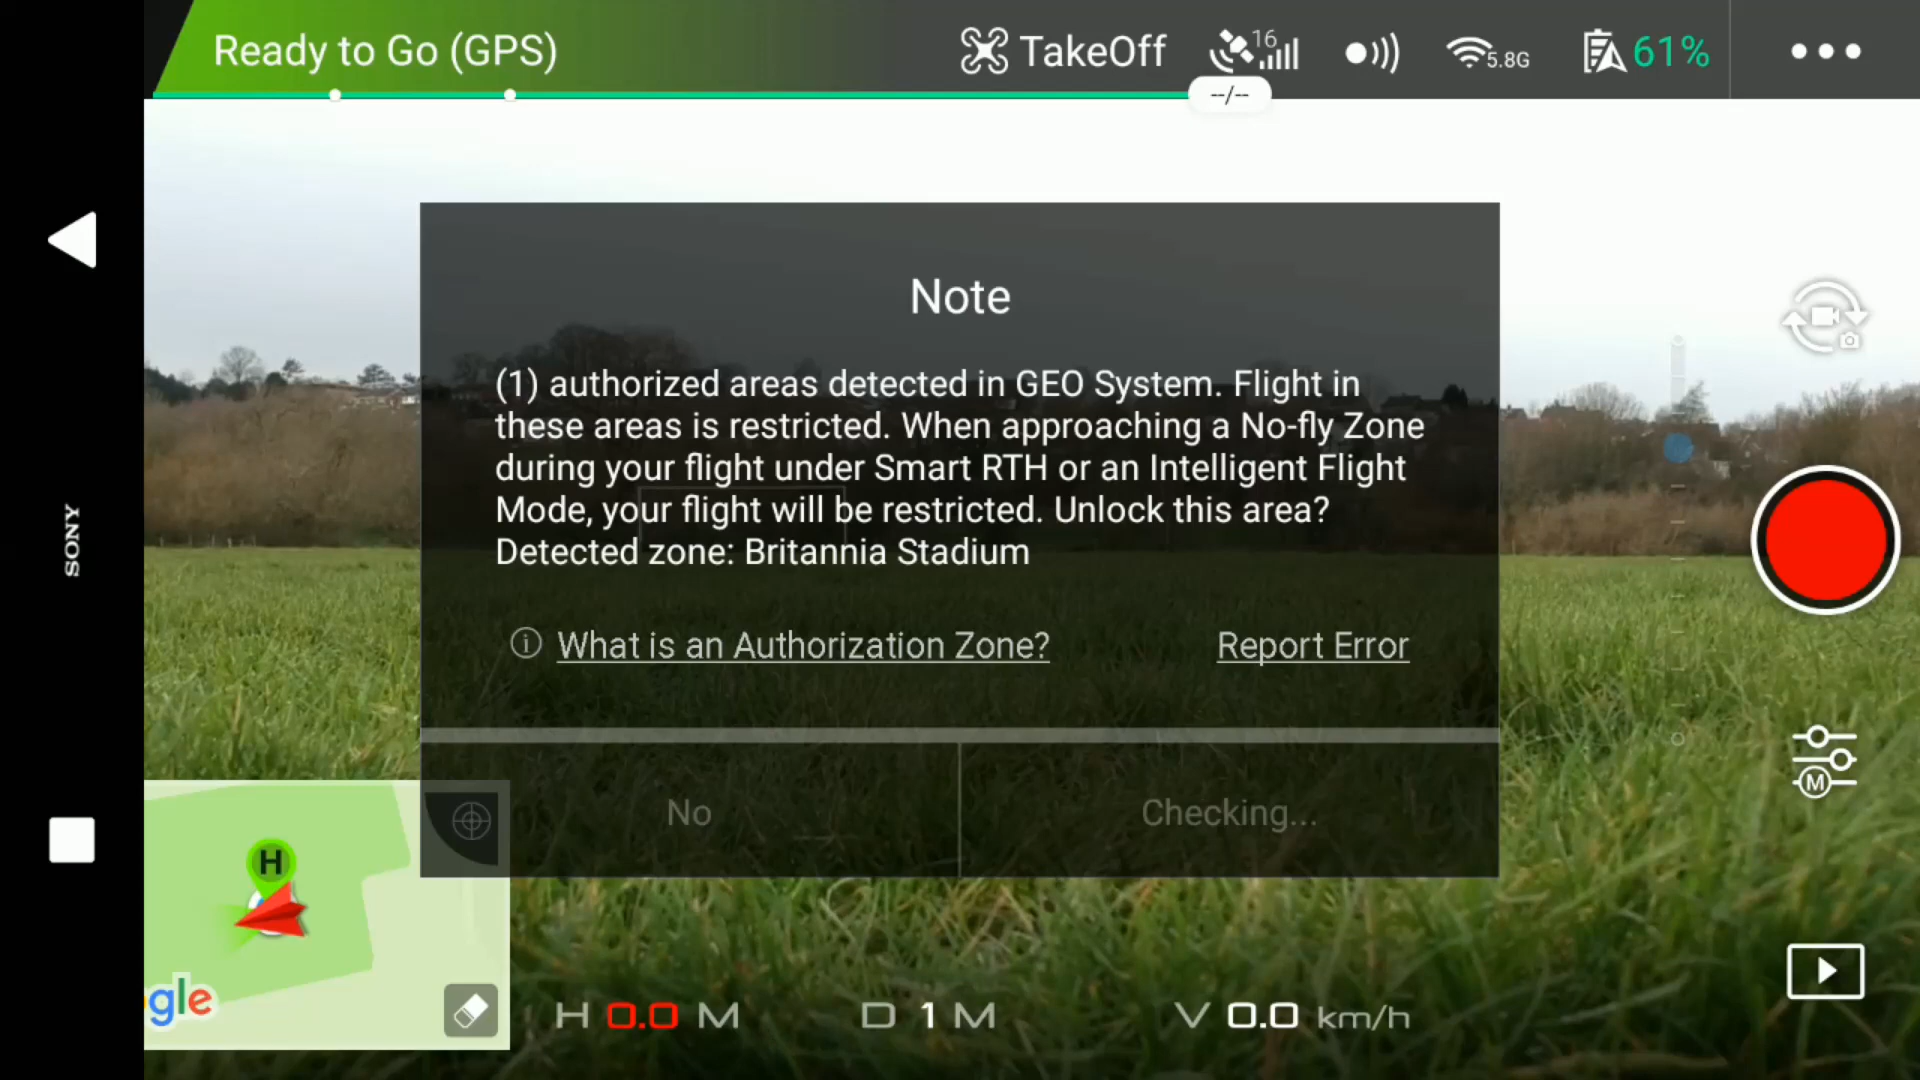 Ready to Go (GPS)
TakeOff
16
5.8G
61%
--/--
Note
(1) authorized areas detected in GEO System. Flight in
these areas is restricted. When approaching a No-fly Zone
during your flight under Smart RTH or an Intelligent Flight
Mode, your flight will be restricted. Unlock this area?
Detected zone: Britannia Stadium
What is an Authorization Zone?
Report Error
No
Checking...
SONY
M
H
gle
H 0.0 M
D 1 M
V 0.0 km/h